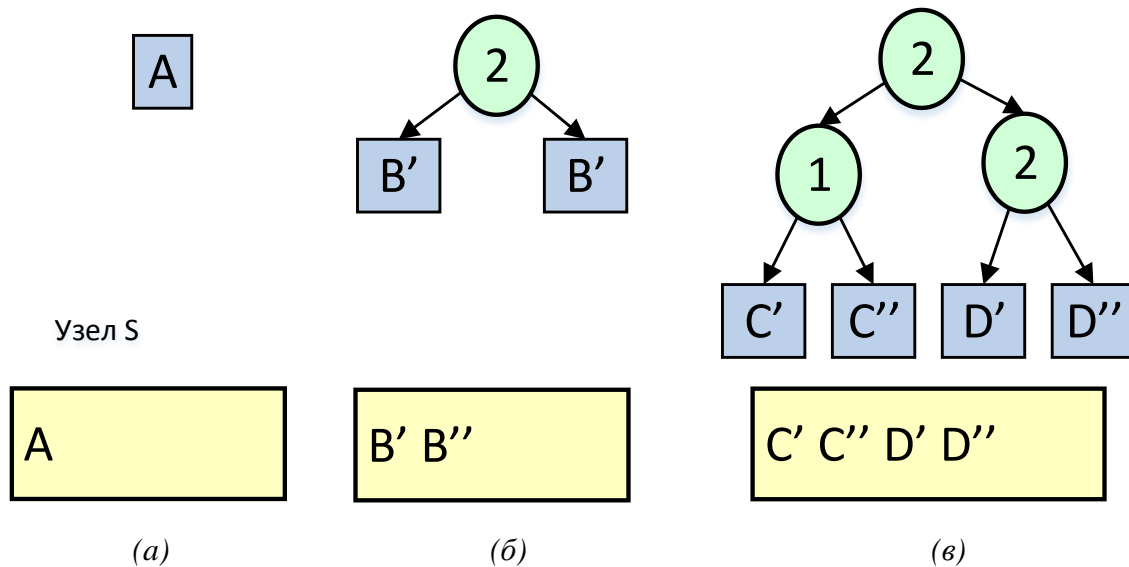 A
2
B’ B’
2
1 2
C’ C’’ D’ D’’
Узел S
A
B’ B’’
C’ C’’ D’ D’’
(а) (б) (в)